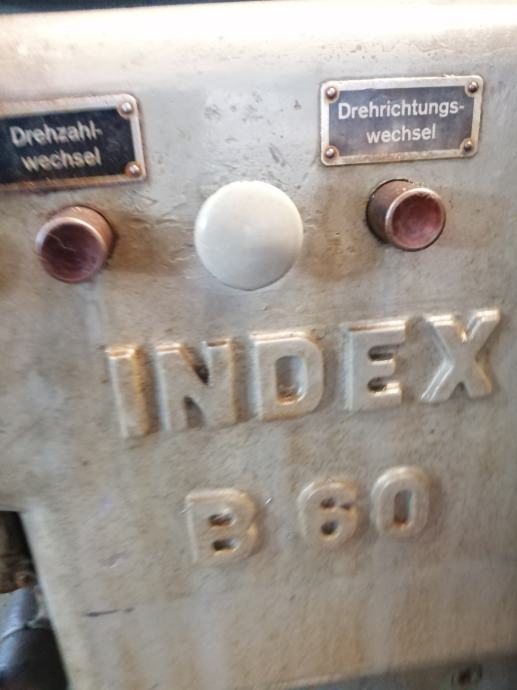 Drehzahl-
wechsel
Drehrichtungs-
wechsel
INDEX
B 60